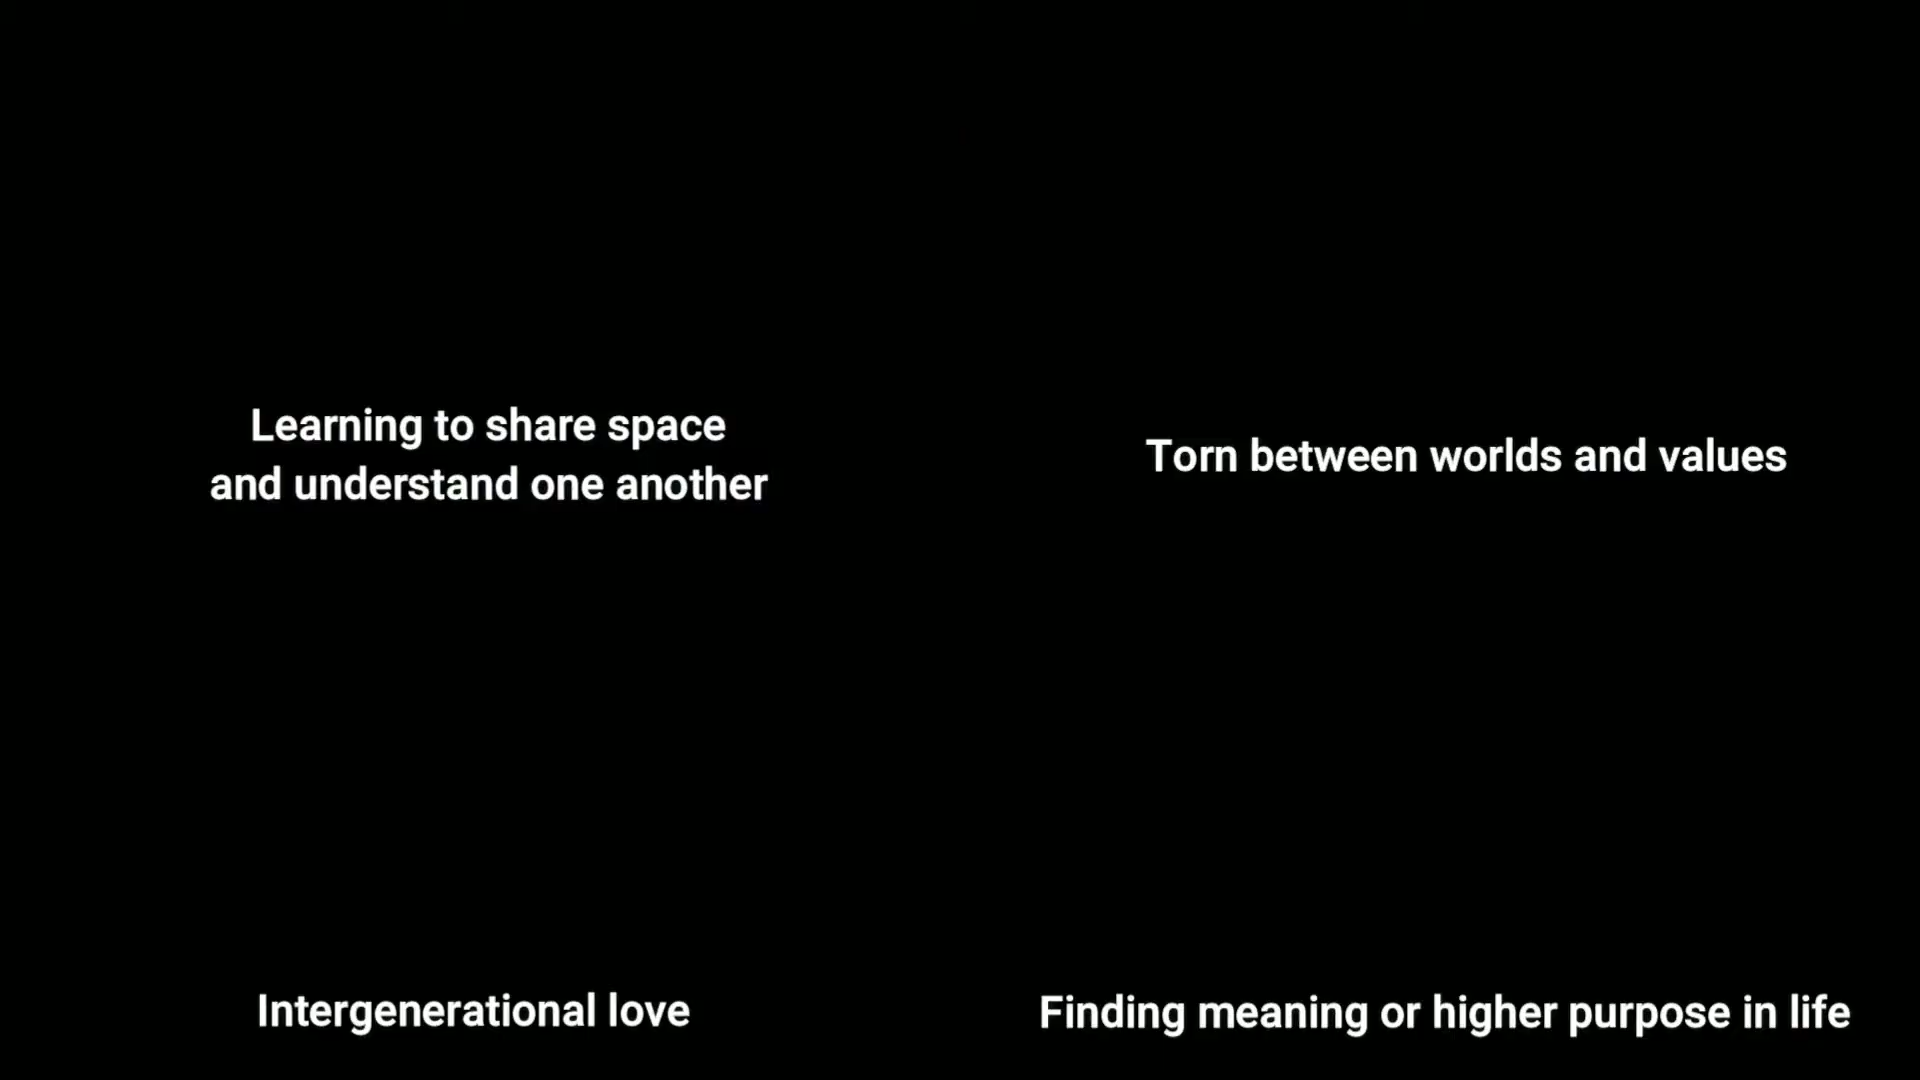 Learning to share space
and understand one another
Torn between worlds and values
Intergenerational love
Finding meaning or higher purpose in life